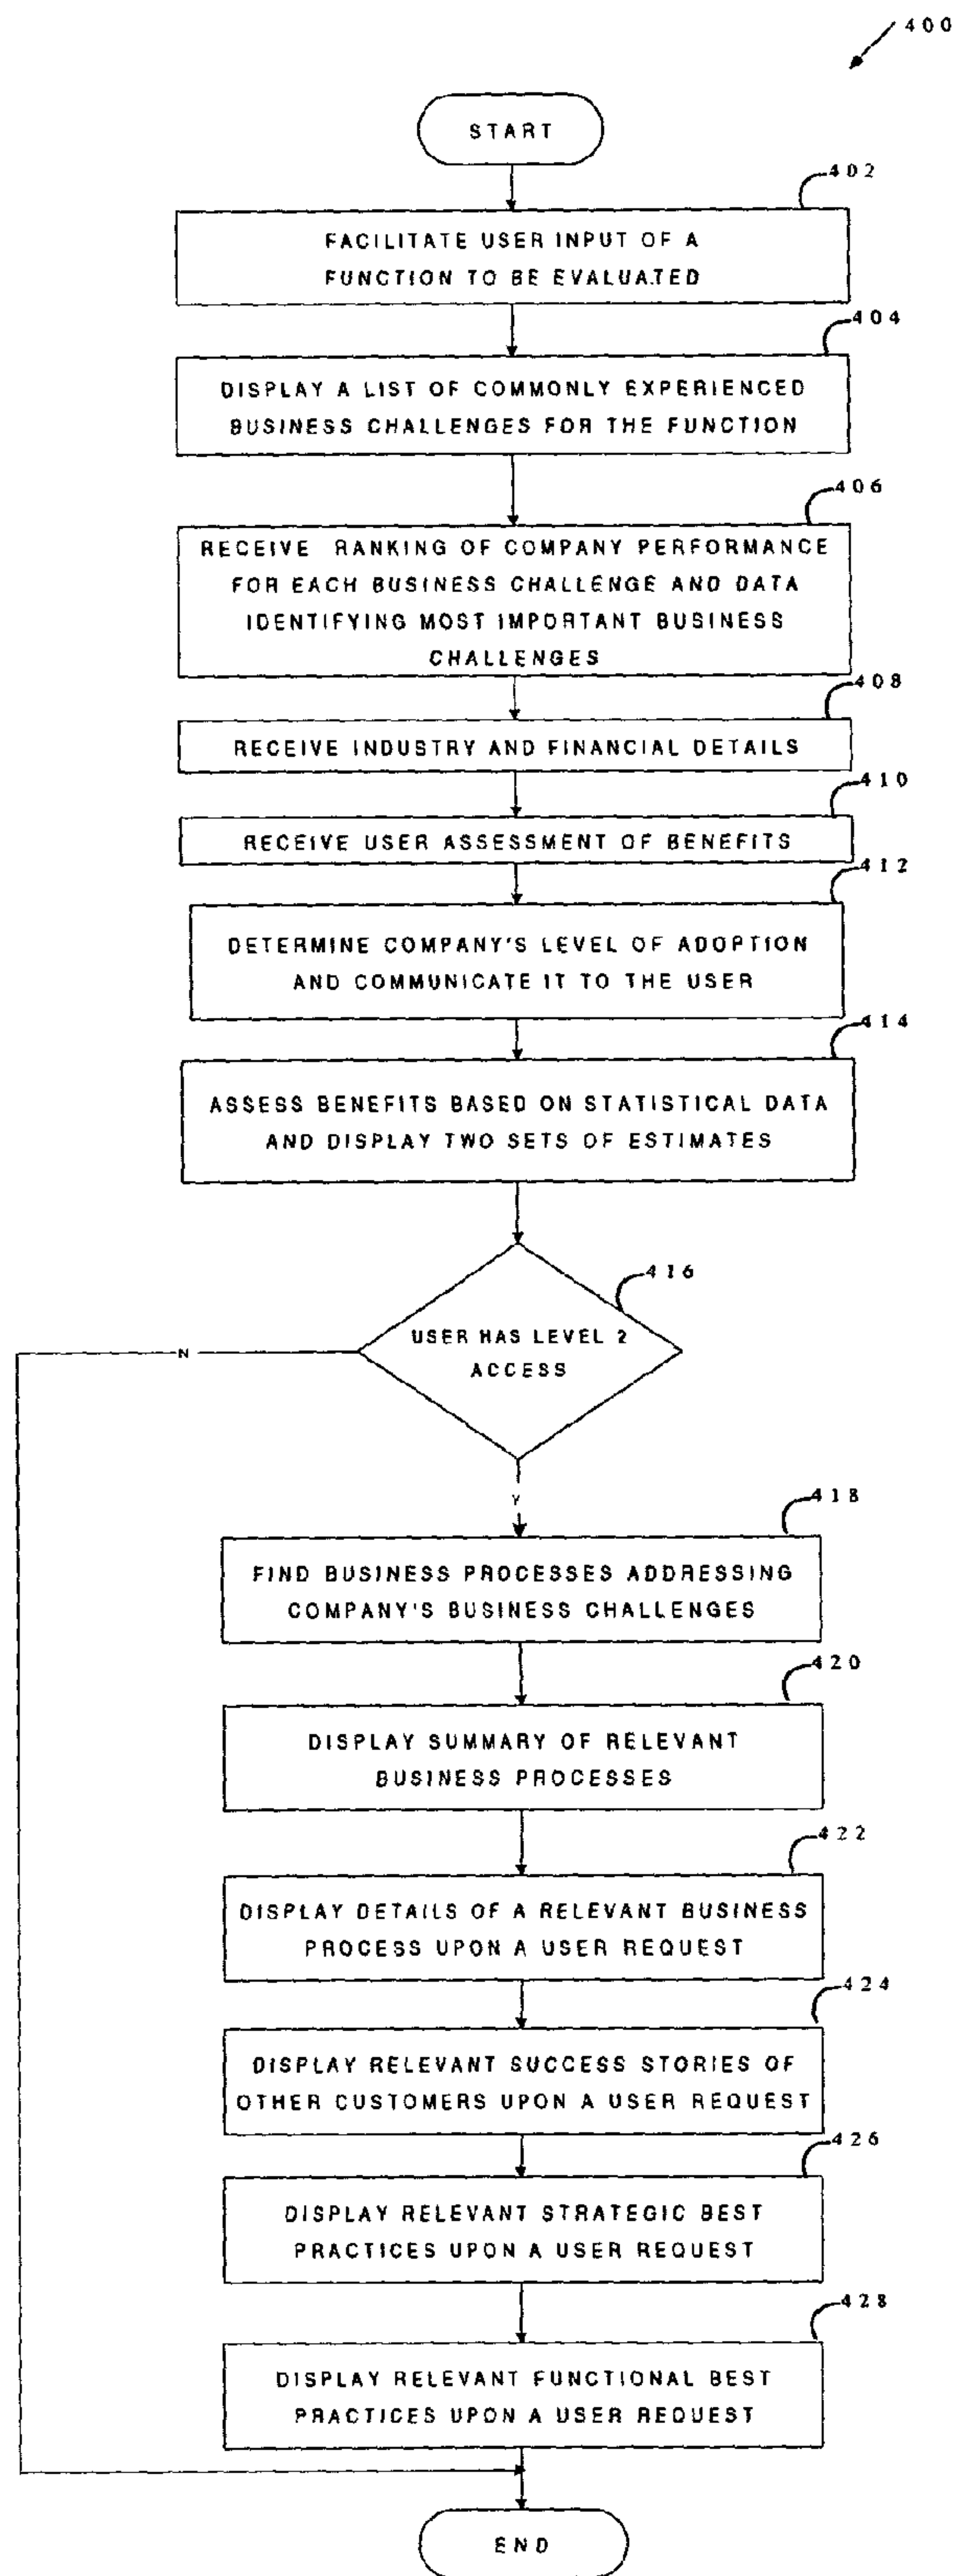 400
START
402
FACILITATE USER INPUT OF A
FUNCTION TO BE EVALUATED
404
DISPLAY A LIST OF COMMONLY EXPERIENCED
BUSINESS CHALLENGES FOR THE FUNCTION
406
RECEIVE RANKING OF COMPANY PERFORMANCE
FOR EACH BUSINESS CHALLENGE AND DATA
IDENTIFYING MOST IMPORTANT BUSINESS
CHALLENGES
408
RECEIVE INDUSTRY AND FINANCIAL DETAILS
410
RECEIVE USER ASSESSMENT OF BENEFITS
412
DETERMINE COMPANY'S LEVEL OF ADOPTION
AND COMMUNICATE IT TO THE USER
414
ASSESS BENEFITS BASED ON STATISTICAL DATA
AND DISPLAY TWO SETS OF ESTIMATES
416
USER HAS LEVEL 2
ACCESS
N
Y
418
FIND BUSINESS PROCESSES ADDRESSING
COMPANY'S BUSINESS CHALLENGES
420
DISPLAY SUMMARY OF RELEVANT
BUSINESS PROCESSES
422
DISPLAY DETAILS OF A RELEVANT BUSINESS
PROCESS UPON A USER REQUEST
424
DISPLAY RELEVANT SUCCESS STORIES OF
OTHER CUSTOMERS UPON A USER REQUEST
426
DISPLAY RELEVANT STRATEGIC BEST
PRACTICES UPON A USER REQUEST
428
DISPLAY RELEVANT FUNCTIONAL BEST
PRACTICES UPON A USER REQUEST
END